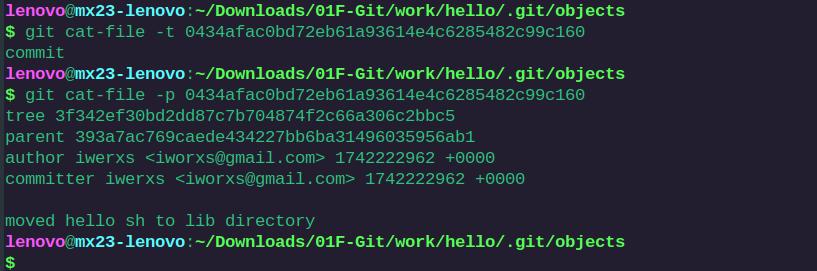 lenovo@mx23-lenovo:~/Downloads/01F-Git/work/hello/.git/objects
$ git cat-file -t 0434afac0bd72eb61a93614e4c6285482c99c160
commit
lenovo@mx23-lenovo:~/Downloads/01F-Git/work/hello/.git/objects
$ git cat-file -p 0434afac0bd72eb61a93614e4c6285482c99c160
tree 3f342ef30bd2dd87c7b704874f2c66a306c2bbc5
parent 393a7ac769caede434227bb6ba31496035956ab1
author iwerxs <iworxs@gmail.com> 1742222962 +0000
committer iwerxs <iworxs@gmail.com> 1742222962 +0000
moved hello sh to lib directory
lenovo@mx23-lenovo:~/Downloads/01F-Git/work/hello/.git/objects
$